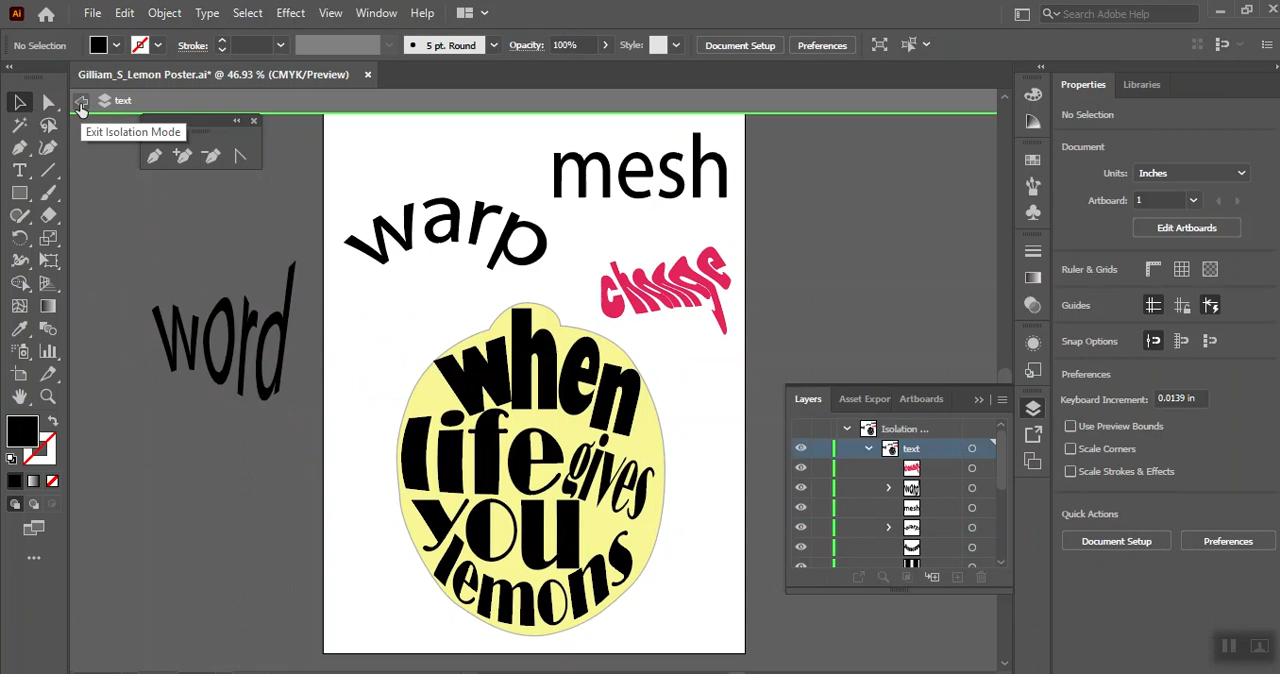 Ai
File Edit Object Type Select Effect View Window Help
Search Adobe Help
No Selection
Stroke:
5 pt. Round
Opacity:
100%
Style:
Document Setup
Preferences
Gilliam_S_Lemon Poster.ai* @ 46.93 % (CMYK/Preview)
text
Exit Isolation Mode
mesh
warp
change
word
when
life gives
you
lemons
Layers
Asset Expor
Artboards
Isolation ...
text
Properties
Libraries
No Selection
Document
Units:
Inches
Artboard:
1
Edit Artboards
Ruler & Grids
Guides
Snap Options
Preferences
Keyboard Increment:
0.0139 in
Use Preview Bounds
Scale Corners
Scale Strokes & Effects
Quick Actions
Document Setup
Preferences